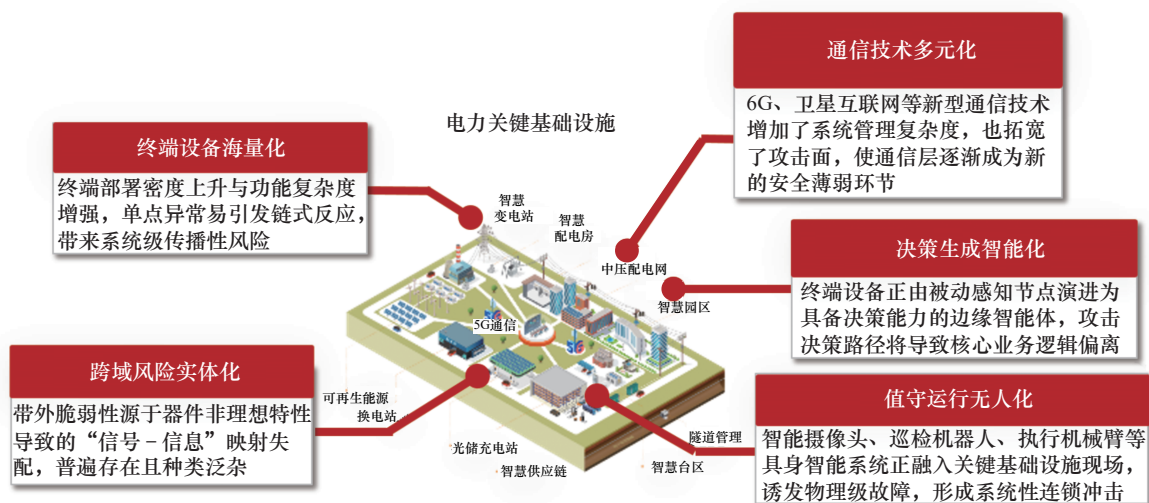 通信技术多元化
6G、卫星互联网等新型通信技术
增加了系统管理复杂度，也拓宽
了攻击面，使通信层逐渐成为新
的安全薄弱环节
电力关键基础设施
终端设备海量化
终端部署密度上升与功能复杂度
增强，单点异常易引发链式反应，
带来系统级传播性风险
智慧
变电站
智慧
配电房
中压配电网
智慧园区
决策生成智能化
终端设备正由被动感知节点演进为
具备决策能力的边缘智能体，攻击
决策路径将导致核心业务逻辑偏离
5G通信
5G
5G
跨域风险实体化
带外脆弱性源于器件非理想特性
导致的“信号－信息”映射失
配，普遍存在且种类泛杂
可再生能源
换电站
光储充电站
智慧供应链
隧道管理
智慧台区
值守运行无人化
智能摄像头、巡检机器人、执行机械臂等
具身智能系统正融入关键基础设施现场，
诱发物理级故障，形成系统性连锁冲击